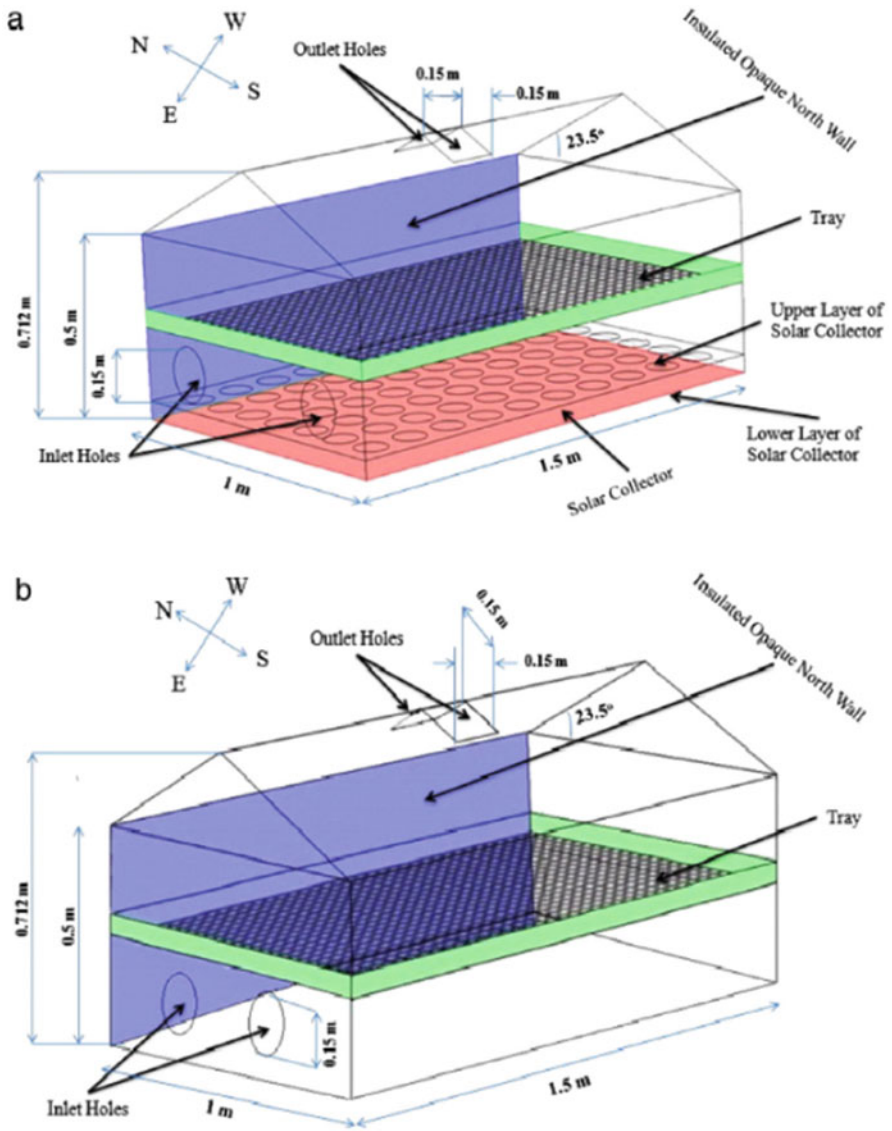 a
N
W
E
S
Outlet Holes
0.15 m
0.15 m
Insulated Opaque North Wall
23.5°
Tray
Upper Layer of
Solar Collector
0.712 m
0.5 m
0.15 m
Inlet Holes
1 m
1.5 m
Solar Collector
Lower Layer of
Solar Collector
b
N
W
E
S
Outlet Holes
0.15 m
0.15 m
Insulated Opaque North Wall
23.5°
Tray
0.712 m
0.5 m
0.15 m
Inlet Holes
1 m
1.5 m